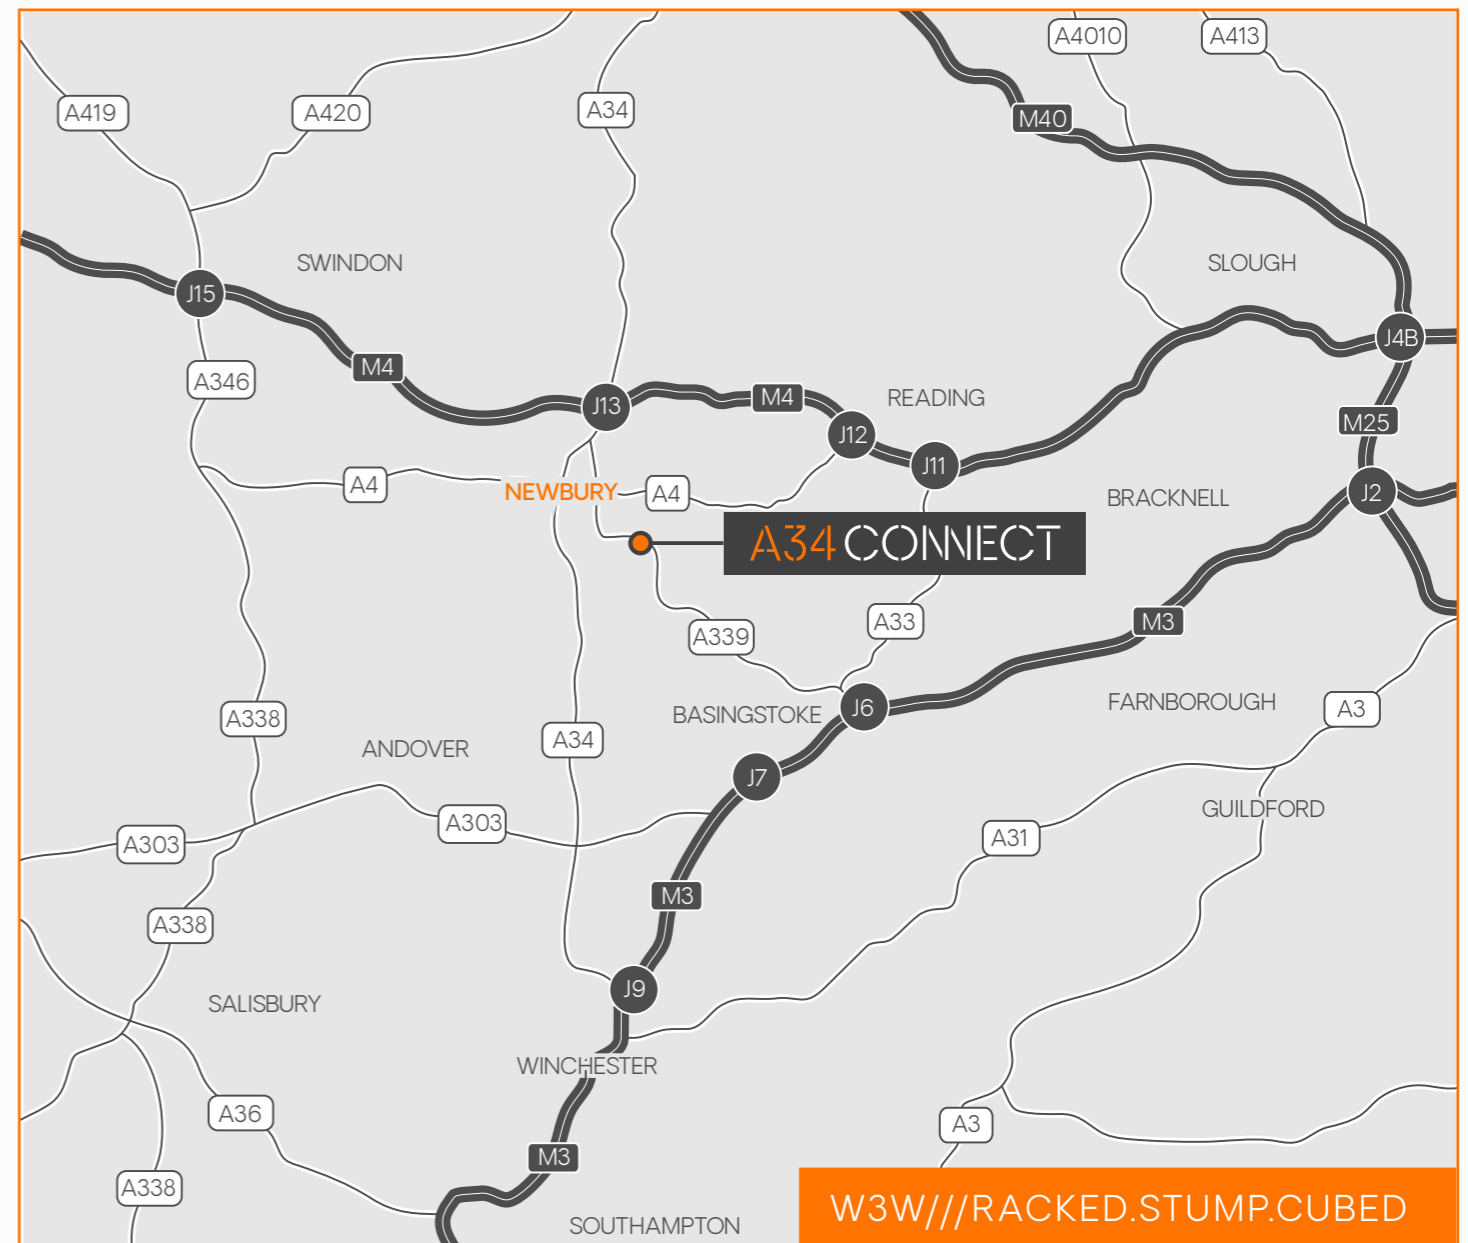 A4010
A413
A419
A420
A34
M40
SWINDON
SLOUGH
J15
J4B
M4
A346
M4
READING
J13
M25
J12
J11
A4
NEWBURY
A4
BRACKNELL
J2
A34 CONNECT
A339
A33
M3
A338
BASINGSTOKE
J6
FARNBOROUGH
A3
ANDOVER
A34
J7
GUILDFORD
A303
A303
A31
M3
A338
J9
SALISBURY
WINCHESTER
A36
A3
M3
A338
SOUTHAMPTON
W3W///RACKED.STUMP.CUBED